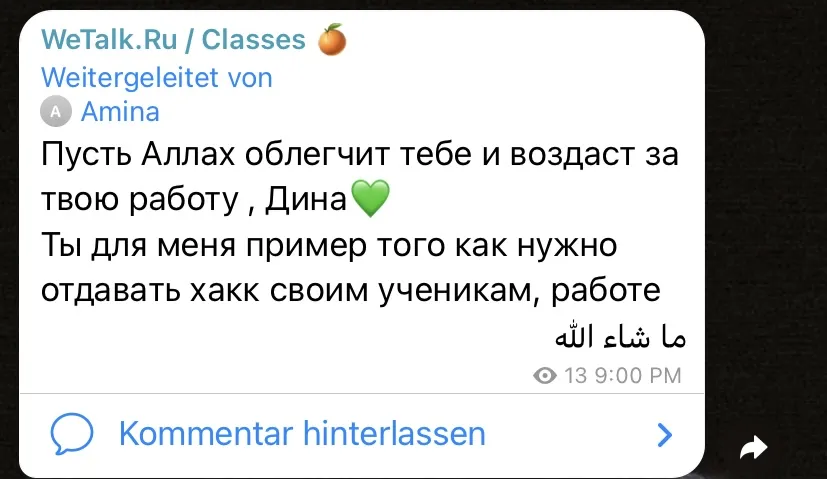 WeTalk.Ru / Classes 🍊
Weitergeleitet von
A Amina
Пусть Аллах облегчит тебе и воздаст за
твою работу , Дина💚
Ты для меня пример того как нужно
отдавать хакк своим ученикам, работе
ما شاء الله
13 9:00 PM
Kommentar hinterlassen